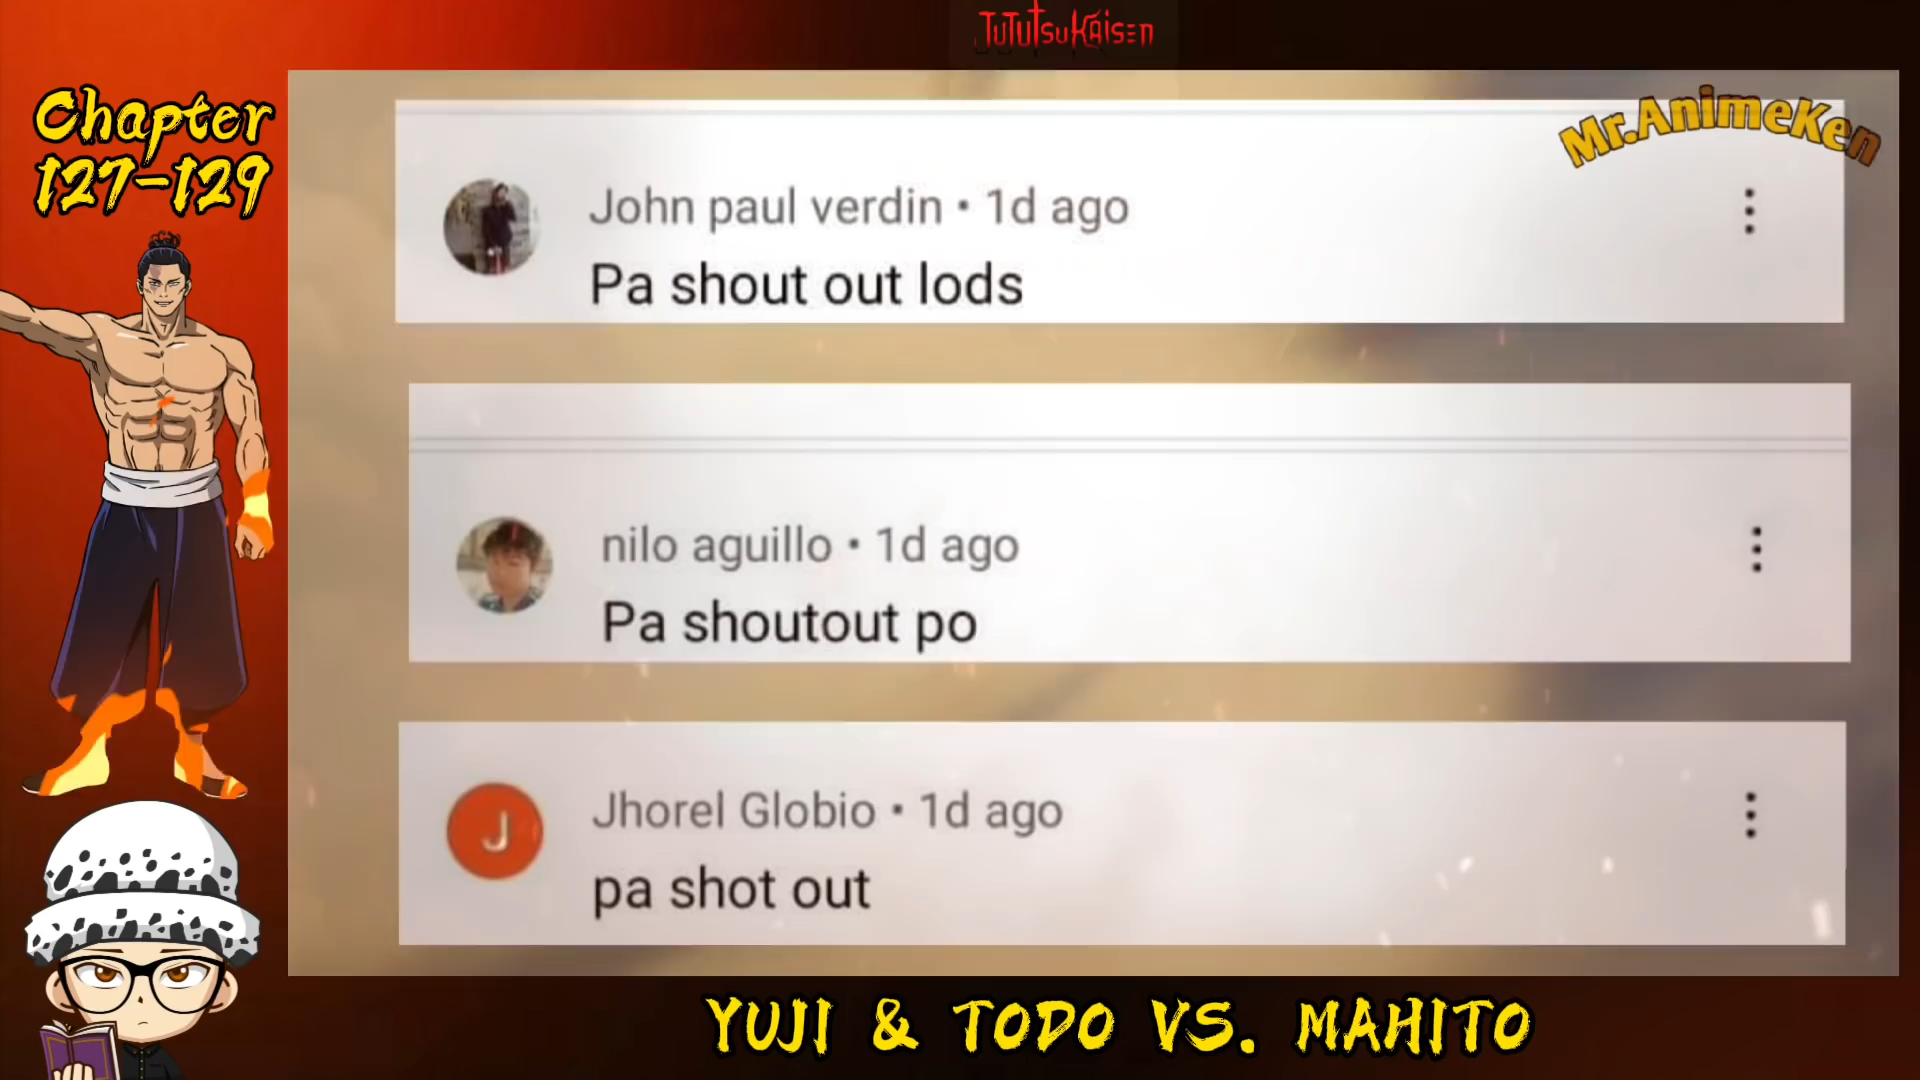 JuJutsu Kaisen
Chapter
127-129
Mr.AnimeKen
John paul verdin • 1d ago
Pa shout out lods
nilo aguillo • 1d ago
Pa shoutout po
J
Jhorel Globio • 1d ago
pa shot out
YUJI & TODO VS. MAHITO